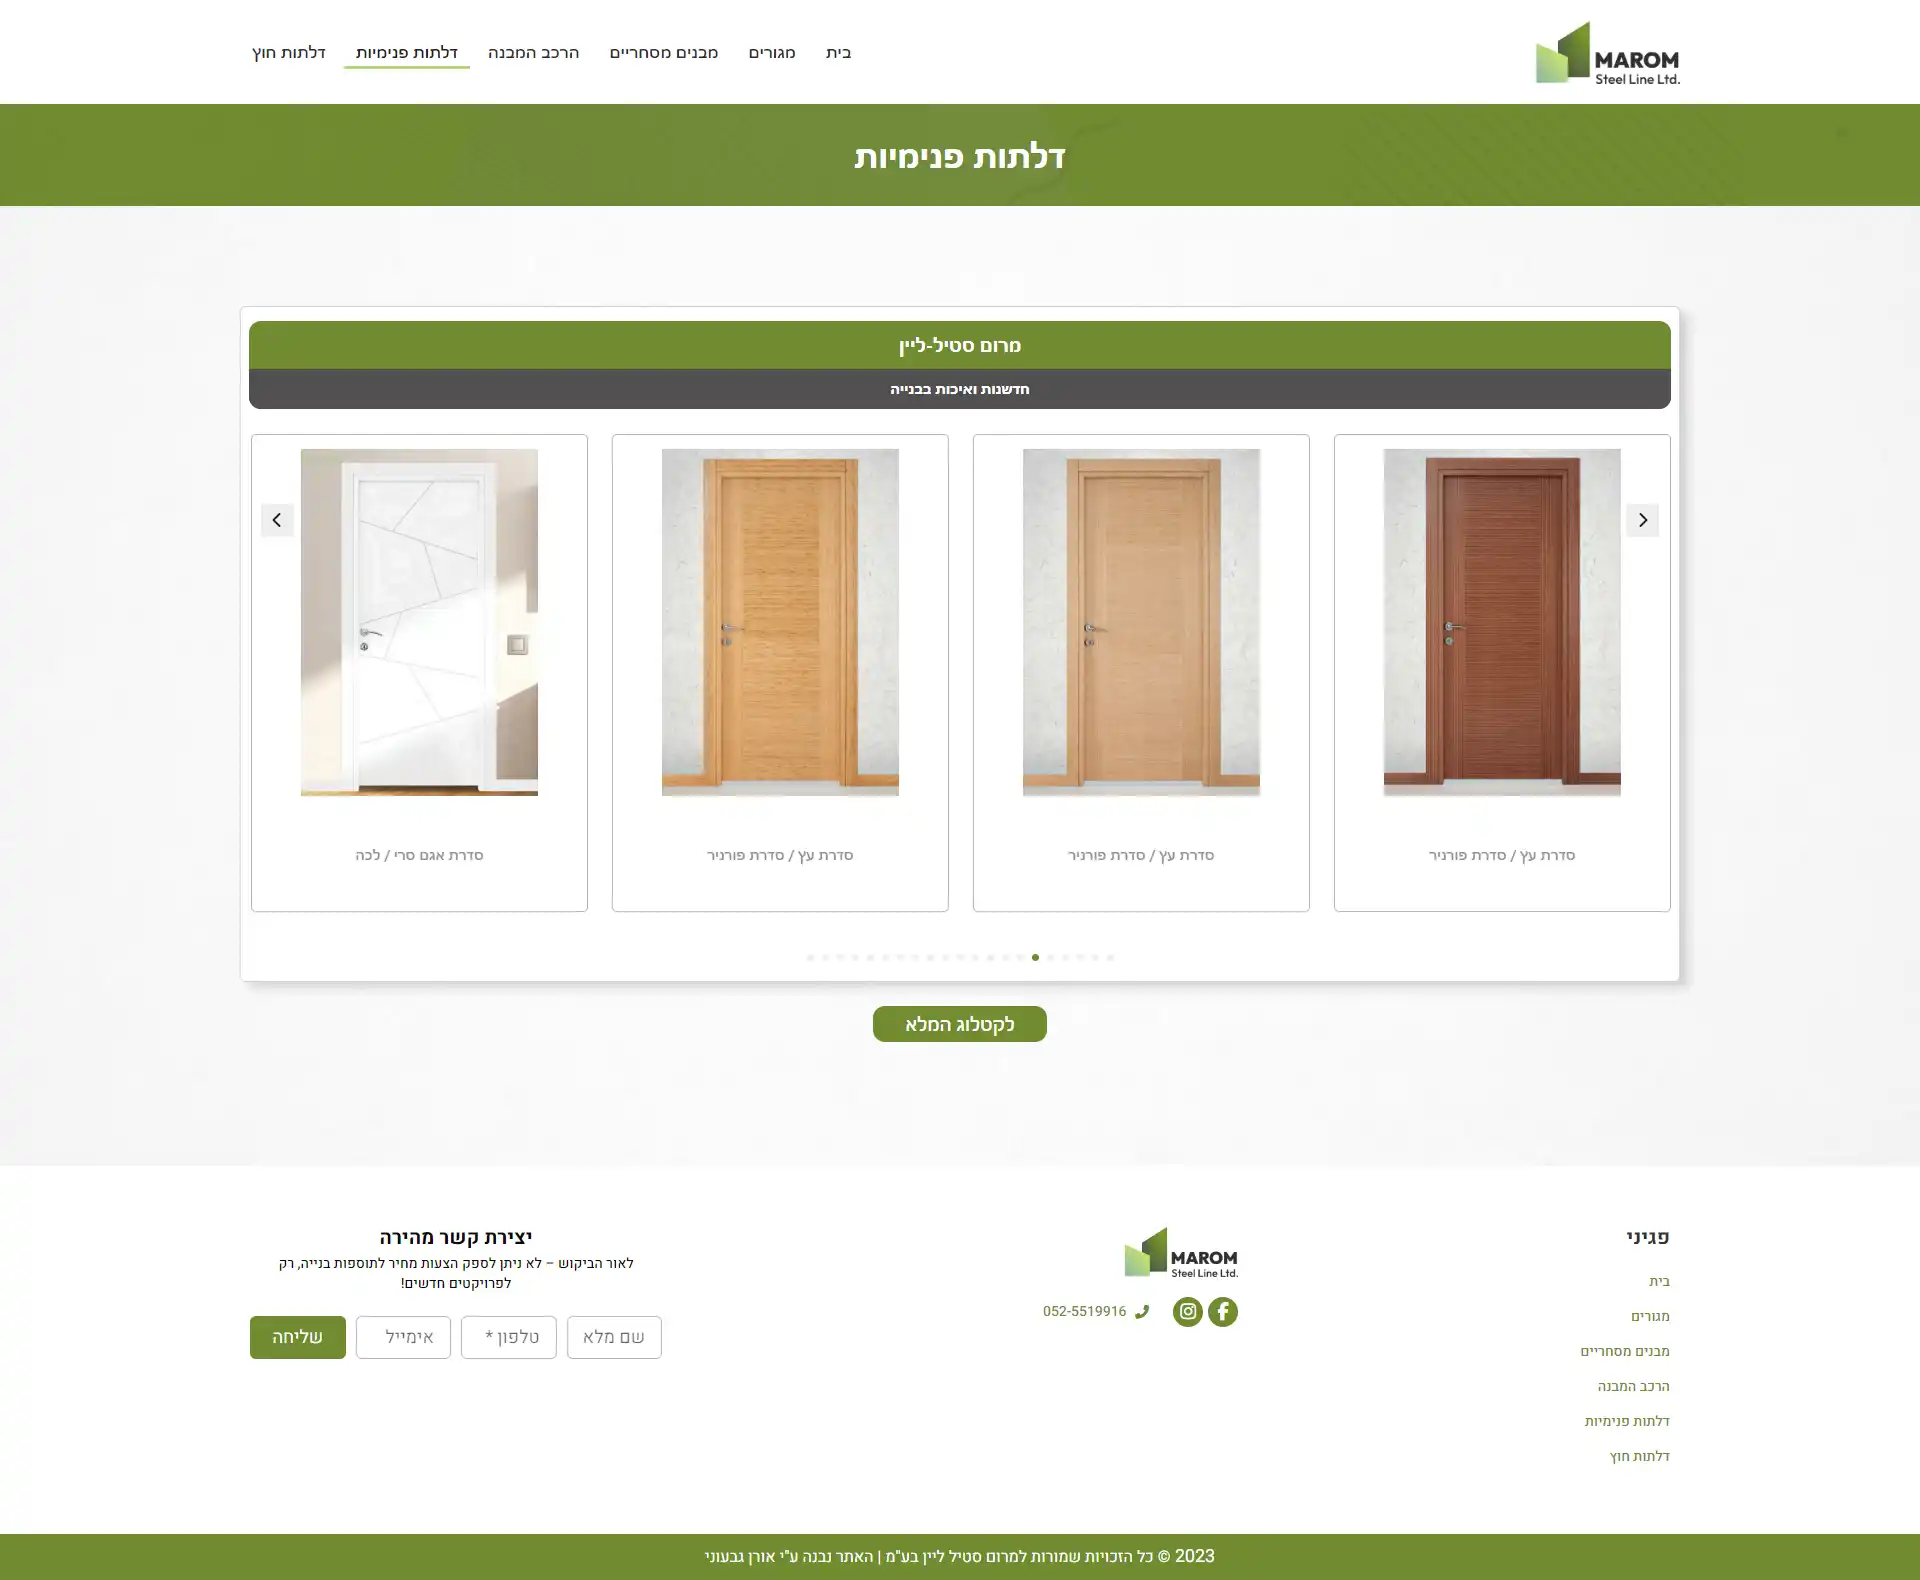 MAROM
Steel Line Ltd.
בית
מגורים
מבנים מסחריים
הרכב המבנה
דלתות פנימיות
דלתות חוץ
דלתות פנימיות
מרום סטיל-ליין
חדשנות ואיכות בבנייה
סדרת עץ / סדרת פורניר
סדרת עץ / סדרת פורניר
סדרת עץ / סדרת פורניר
סדרת אגם סרי / לכה
לקטלוג המלא
פגיני
בית
מגורים
מבנים מסחריים
הרכב המבנה
דלתות פנימיות
דלתות חוץ
MAROM
Steel Line Ltd.
052-5519916
יצירת קשר מהירה
לאור הביקוש – לא ניתן לספק הצעות מחיר לתוספות בנייה, רק
לפרויקטים חדשים!
שם מלא
טלפון *
אימייל
שליחה
2023 © כל הזכויות שמורות למרום סטיל ליין בע"מ | האתר נבנה ע"י אורן גבעוני